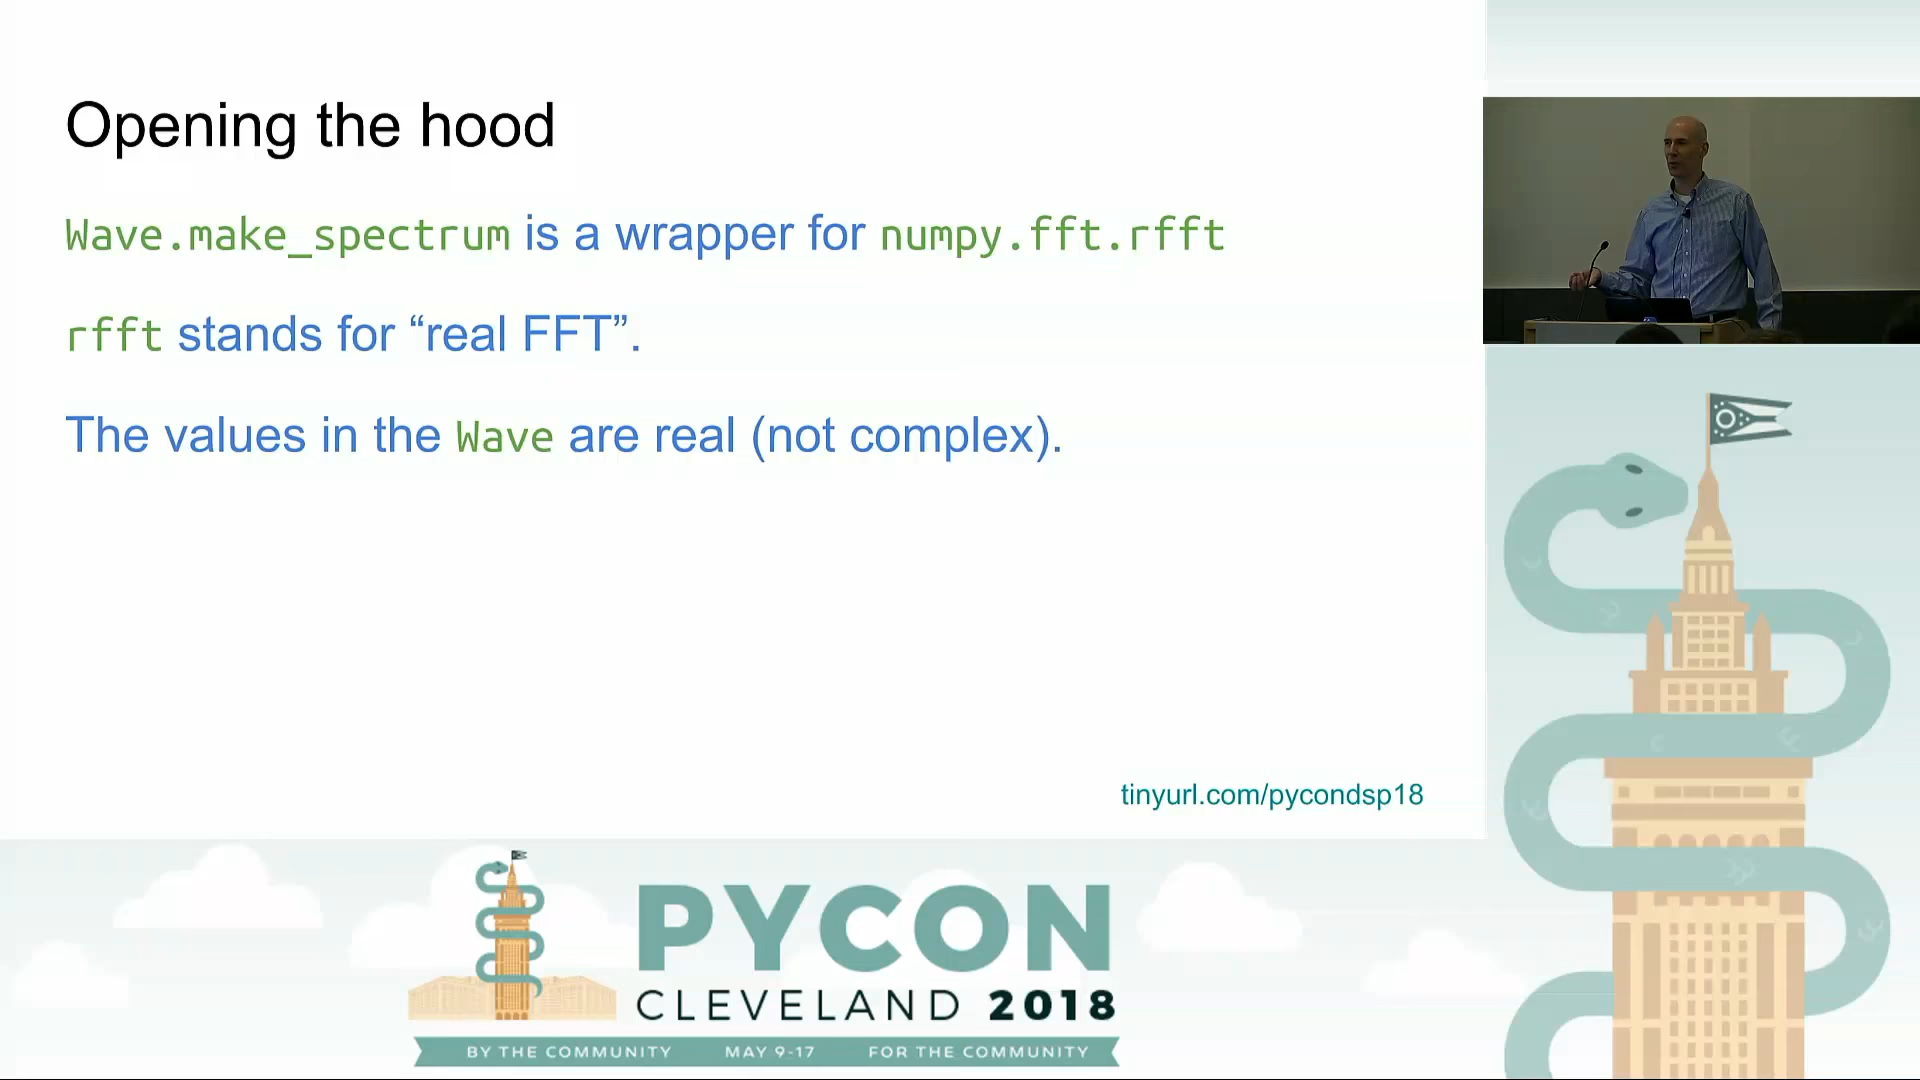 Opening the hood
Wave.make_spectrum is a wrapper for numpy.fft.rfft
rfft stands for “real FFT”.
The values in the Wave are real (not complex).
tinyurl.com/pycondsp18
PYCON
CLEVELAND 2018
BY THE COMMUNITY MAY 9-17 FOR THE COMMUNITY